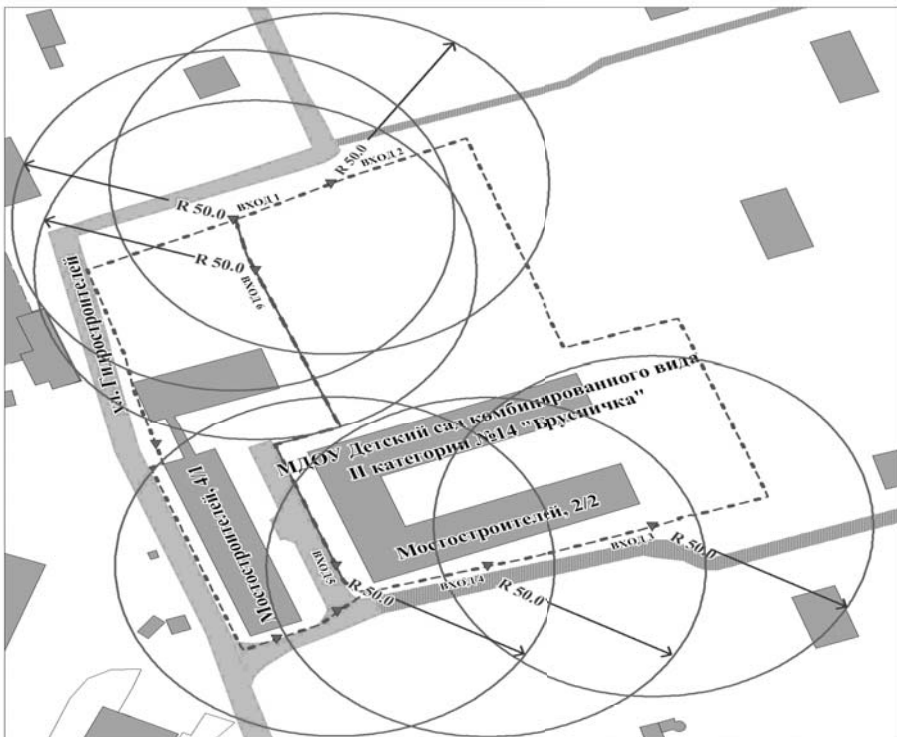 ВХОД 2
R 50.0
ВХОД 1
R 50.0
R 50.0
ВХОД 6
ул. Гидростроителей
МДОУ Детский сад комбинированного вида
II категории №14 "Брусничка"
Мостостроителей, 4/1
Мостостроителей, 2/2
ВХОД 3
R 50.0
ВХОД 4
R 50.0
ВХОД 5
R 50.0